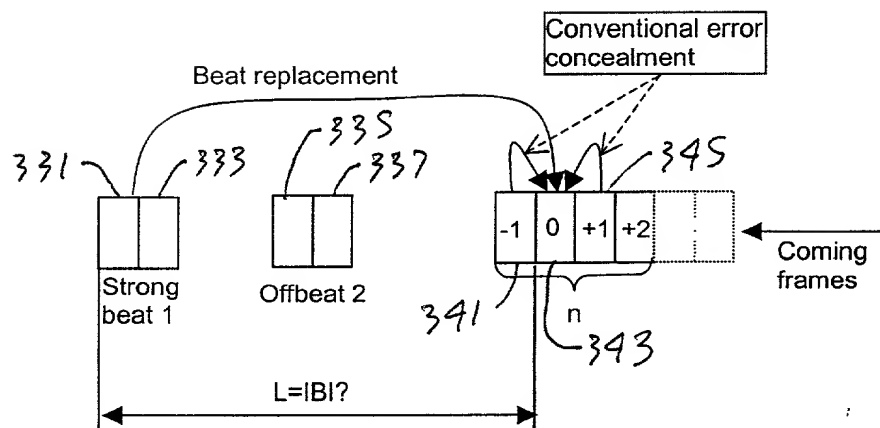 Conventional error
concealment
Beat replacement
331
333
335
337
345
-1 0 +1 +2
Coming
frames
Strong
beat 1
Offbeat 2
341
n
343
L=IBI?